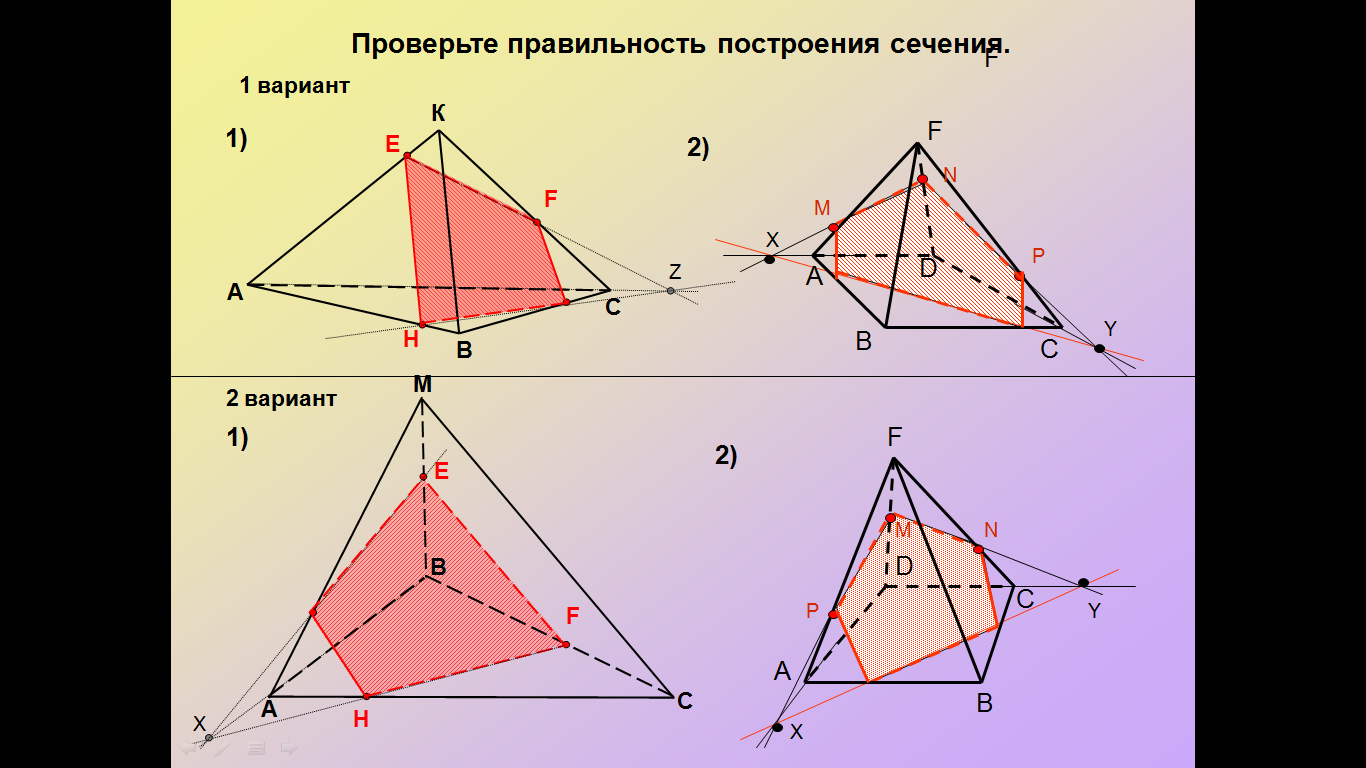 Проверьте правильность построения сечения.
F
1 вариант
1)
К
E
F
A
Z
C
H
B
2)
F
N
M
X
A
D
P
B
C
Y
2 вариант
1)
M
E
B
F
A
H
C
X
2)
F
M
N
D
P
C
Y
A
B
X